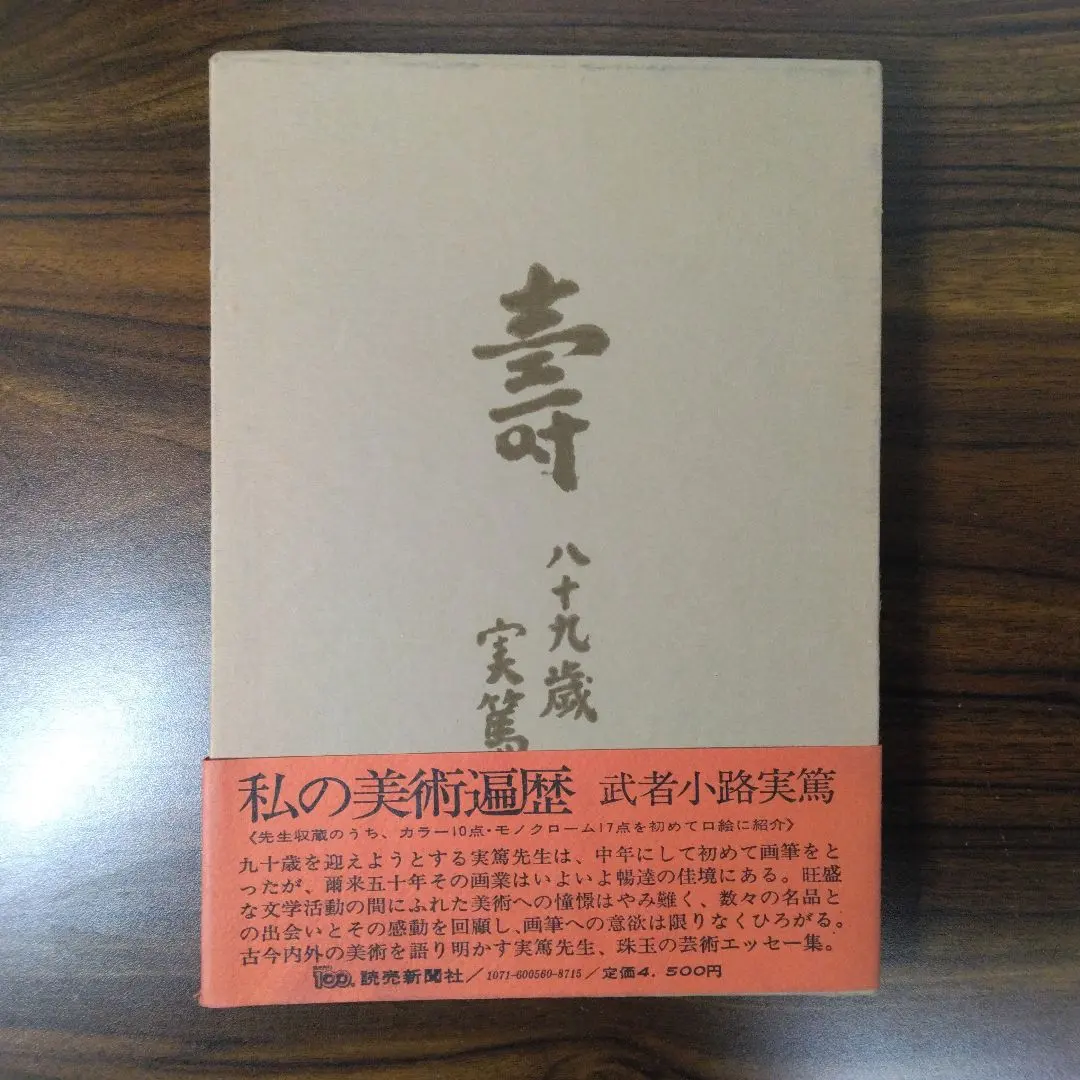 壽
八十九歳
実篤
私の美術遍歴 武者小路実篤
〈先生収蔵のうち、カラー10点・モノクローム17点を初めて口絵に紹介〉
九十歳を迎えようとする実篤先生は、中年にして初めて画筆をと
ったが、爾来五十年その画業はいよいよ暢達の佳境にある。旺盛
な文学活動の間にふれた美術への憧憬はやみ難く、数々の名品と
の出会いとその感動を回顧し、画筆への意欲は限りなくひろがる。
古今内外の美術を語り明かす実篤先生、珠玉の芸術エッセー集。
100 読売新聞社/1071-600560-8715/定価4,500円